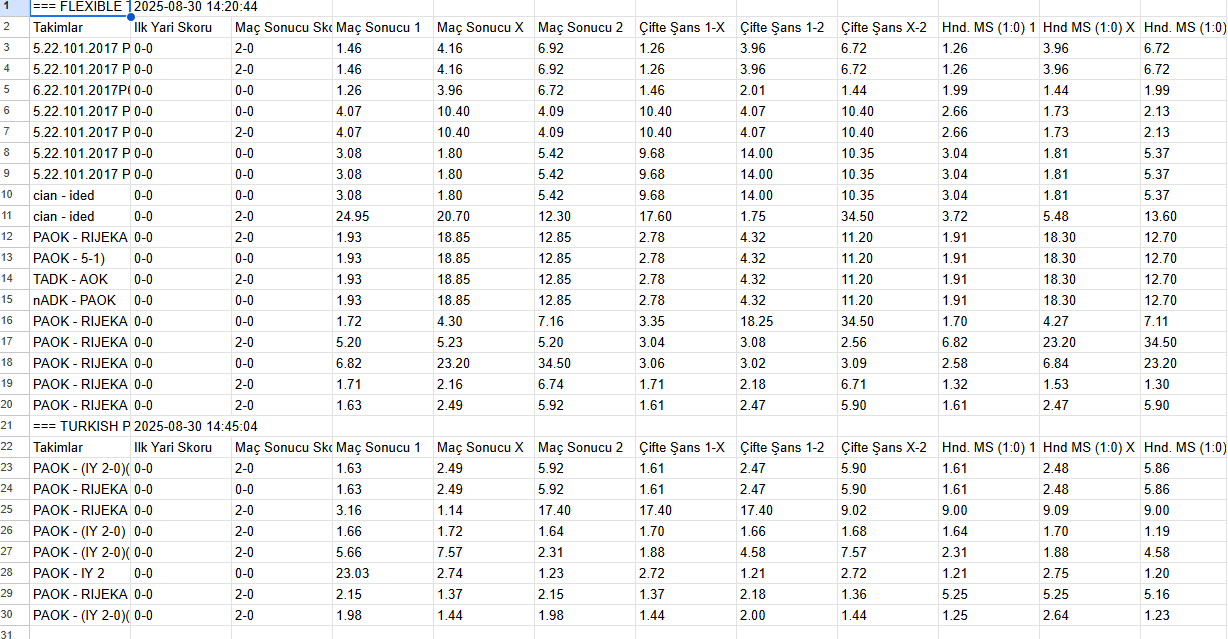 1 === FLEXIBLE T 2025-08-30 14:20:44
2 Takimlar Ilk Yari Skoru Maç Sonucu Skc Maç Sonucu 1 Maç Sonucu X Maç Sonucu 2 Çifte Şans 1-X Çifte Şans 1-2 Çifte Şans X-2 Hnd. MS (1:0) 1 Hnd MS (1:0) X Hnd. MS (1:0)
3 5.22.101.2017 P 0-0 2-0 1.46 4.16 6.92 1.26 3.96 6.72 1.26 3.96 6.72
4 5.22.101.2017 P 0-0 2-0 1.46 4.16 6.92 1.26 3.96 6.72 1.26 3.96 6.72
5 6.22.101.2017P6 0-0 2-0 1.26 3.96 6.72 1.46 2.01 1.44 1.99 1.44 1.99
6 5.22.101.2017 P 0-0 0-0 4.07 10.40 4.09 10.40 4.07 10.40 2.66 1.73 2.13
7 5.22.101.2017 P 0-0 2-0 4.07 10.40 4.09 10.40 4.07 10.40 2.66 1.73 2.13
8 5.22.101.2017 P 0-0 0-0 3.08 1.80 5.42 9.68 14.00 10.35 3.04 1.81 5.37
9 5.22.101.2017 P 0-0 0-0 3.08 1.80 5.42 9.68 14.00 10.35 3.04 1.81 5.37
10 cian - ided 0-0 0-0 3.08 1.80 5.42 9.68 14.00 10.35 3.04 1.81 5.37
11 cian - ided 0-0 2-0 24.95 20.70 12.30 17.60 1.75 34.50 3.72 5.48 13.60
12 PAOK - RIJEKA 0-0 2-0 1.93 18.85 12.85 2.78 4.32 11.20 1.91 18.30 12.70
13 PAOK - 5-1) 0-0 0-0 1.93 18.85 12.85 2.78 4.32 11.20 1.91 18.30 12.70
14 TADK - AOK 0-0 2-0 1.93 18.85 12.85 2.78 4.32 11.20 1.91 18.30 12.70
15 nADK - PAOK 0-0 0-0 1.93 18.85 12.85 2.78 4.32 11.20 1.91 18.30 12.70
16 PAOK - RIJEKA 0-0 0-0 1.72 4.30 7.16 3.35 18.25 34.50 1.70 4.27 7.11
17 PAOK - RIJEKA 0-0 2-0 5.20 5.23 5.20 3.04 3.08 2.56 6.82 23.20 34.50
18 PAOK - RIJEKA 0-0 0-0 6.82 23.20 34.50 3.06 3.02 3.09 2.58 6.84 23.20
19 PAOK - RIJEKA 0-0 2-0 1.71 2.16 6.74 1.71 2.18 6.71 1.32 1.53 1.30
20 PAOK - RIJEKA 0-0 2-0 1.63 2.49 5.92 1.61 2.47 5.90 1.61 2.47 5.90
21 === TURKISH P 2025-08-30 14:45:04
22 Takimlar Ilk Yari Skoru Maç Sonucu Skc Maç Sonucu 1 Maç Sonucu X Maç Sonucu 2 Çifte Şans 1-X Çifte Şans 1-2 Çifte Şans X-2 Hnd. MS (1:0) 1 Hnd MS (1:0) X Hnd. MS (1:0)
23 PAOK - (IY 2-0)( 0-0 2-0 1.63 2.49 5.92 1.61 2.47 5.90 1.61 2.48 5.86
24 PAOK - RIJEKA 0-0 0-0 1.63 2.49 5.92 1.61 2.47 5.90 1.61 2.48 5.86
25 PAOK - RIJEKA 0-0 2-0 3.16 1.14 17.40 17.40 17.40 9.02 9.00 9.09 9.00
26 PAOK - (IY 2-0) 0-0 2-0 1.66 1.72 1.64 1.70 1.66 1.68 1.64 1.70 1.19
27 PAOK - (IY 2-0)( 0-0 2-0 5.66 7.57 2.31 1.88 4.58 7.57 2.31 1.88 4.58
28 PAOK - IY 2 0-0 0-0 23.03 2.74 1.23 2.72 1.21 2.72 1.21 2.75 1.20
29 PAOK - RIJEKA 0-0 2-0 2.15 1.37 2.15 1.37 2.18 1.36 5.25 5.25 5.16
30 PAOK - (IY 2-0)( 0-0 2-0 1.98 1.44 1.98 1.44 2.00 1.44 1.25 2.64 1.23
31